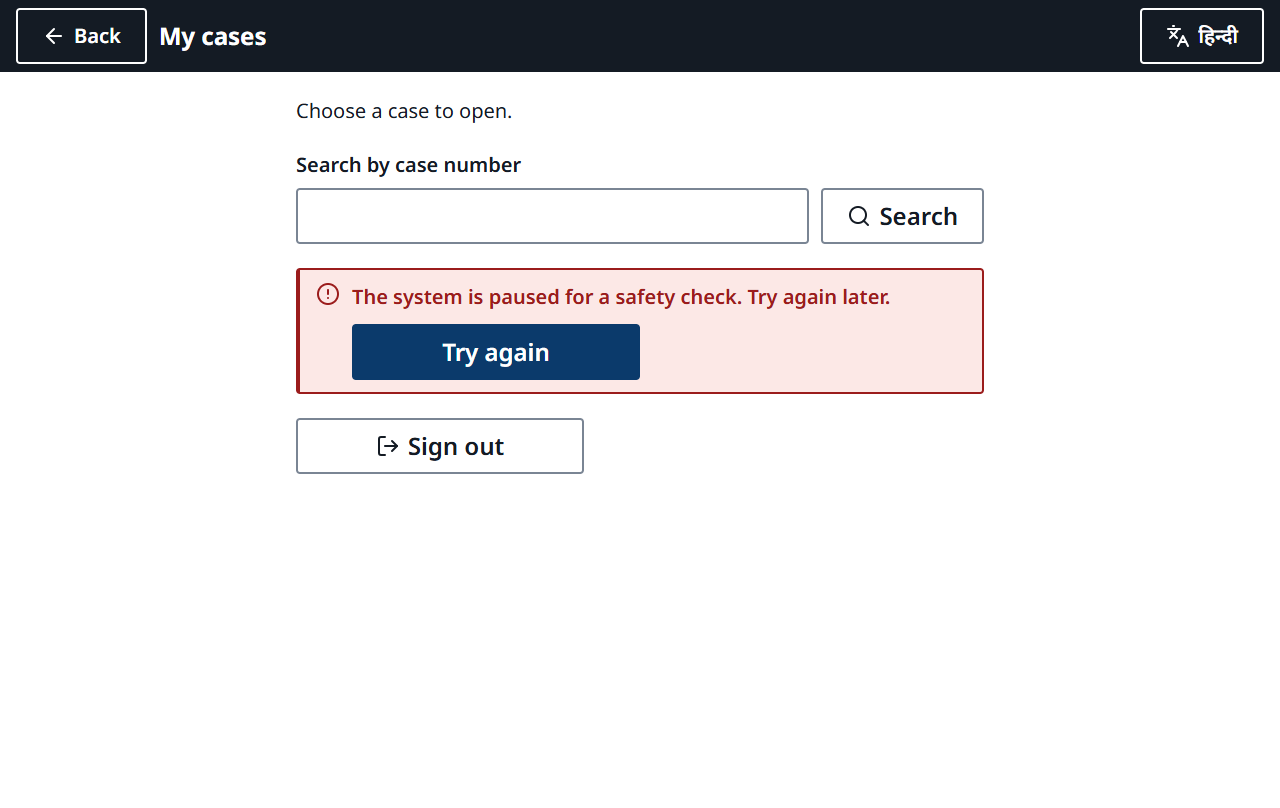 Back
My cases
हिन्दी
Choose a case to open.
Search by case number
Search
The system is paused for a safety check. Try again later.
Try again
Sign out